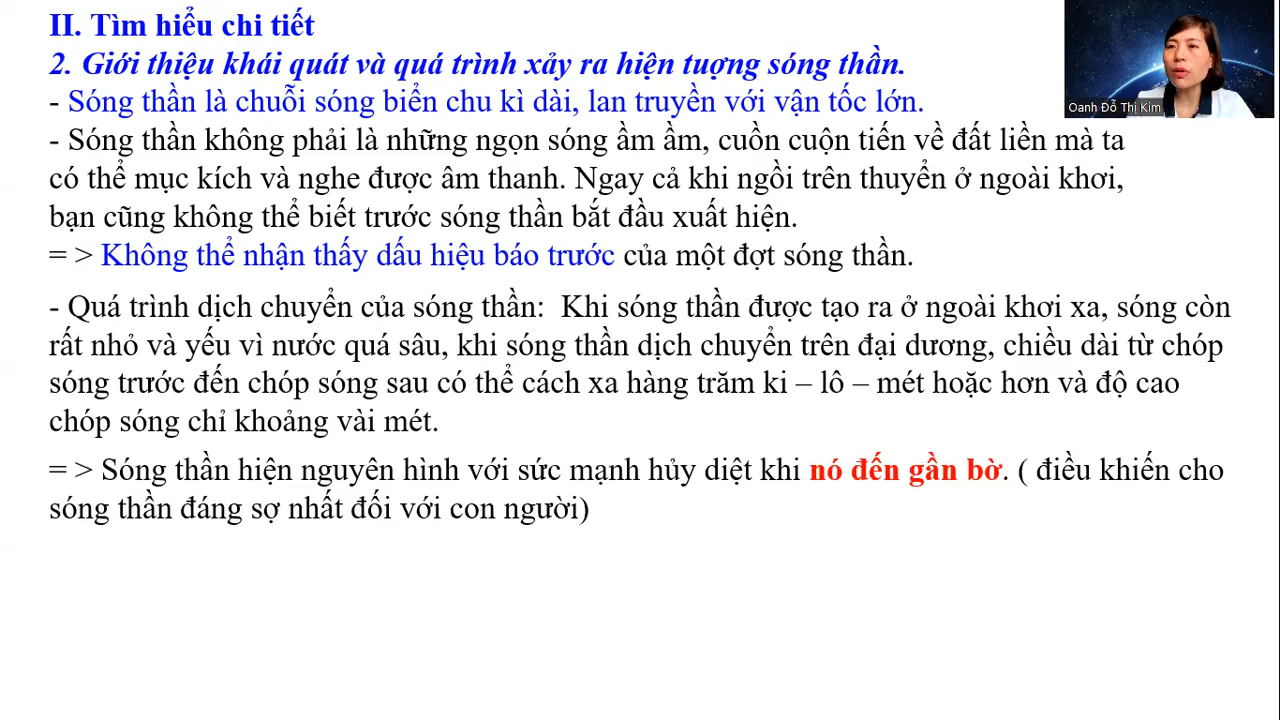 II. Tìm hiểu chi tiết
2. Giới thiệu khái quát và quá trình xảy ra hiện tuợng sóng thần.
- Sóng thần là chuỗi sóng biển chu kì dài, lan truyền với vận tốc lớn.
- Sóng thần không phải là những ngọn sóng ầm ầm, cuồn cuộn tiến về đất liền mà ta
có thể mục kích và nghe được âm thanh. Ngay cả khi ngồi trên thuyển ở ngoài khơi,
bạn cũng không thể biết trước sóng thần bắt đầu xuất hiện.
= > Không thể nhận thấy dấu hiệu báo trước của một đợt sóng thần.
- Quá trình dịch chuyển của sóng thần:  Khi sóng thần được tạo ra ở ngoài khơi xa, sóng còn
rất nhỏ và yếu vì nước quá sâu, khi sóng thần dịch chuyển trên đại dương, chiều dài từ chóp
sóng trước đến chóp sóng sau có thể cách xa hàng trăm ki – lô – mét hoặc hơn và độ cao
chóp sóng chỉ khoảng vài mét.
= > Sóng thần hiện nguyên hình với sức mạnh hủy diệt khi nó đến gần bờ. ( điều khiến cho
sóng thần đáng sợ nhất đối với con người)
Oanh Đỗ Thị Kim